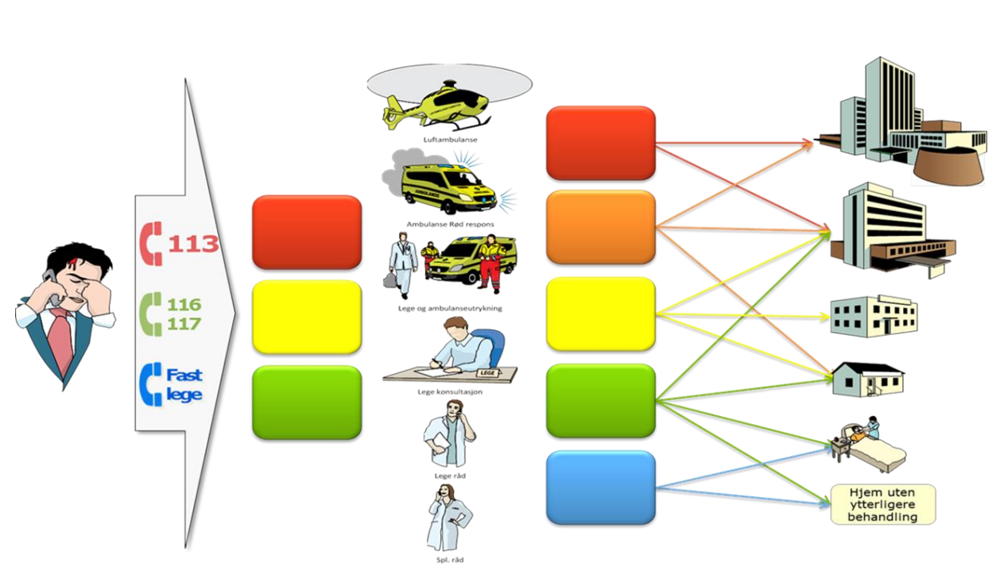 113
116
117
Fast
lege
Luftambulanse
AMBULANSE
Ambulanse Rød respons
Lege og ambulanseutrykning
LEGE
Lege konsultasjon
Lege råd
Spl. råd
Hjem uten
ytterligere
behandling